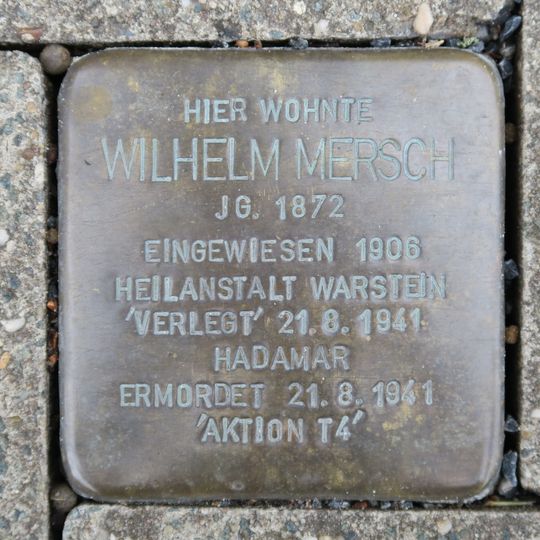 HIER WOHNTE
WILHELM MERSCH
JG. 1872
EINGEWIESEN 1906
HEILANSTALT WARSTEIN
'VERLEGT' 21.8.1941
HADAMAR
ERMORDET 21.8.1941
'AKTION T4'